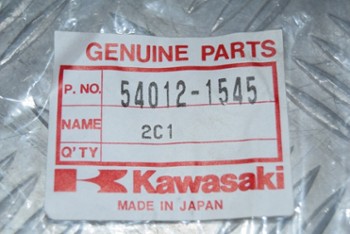 GENUINE PARTS
P. NO. 54012-1545
NAME 2C1
Q'TY
Kawasaki
MADE IN JAPAN